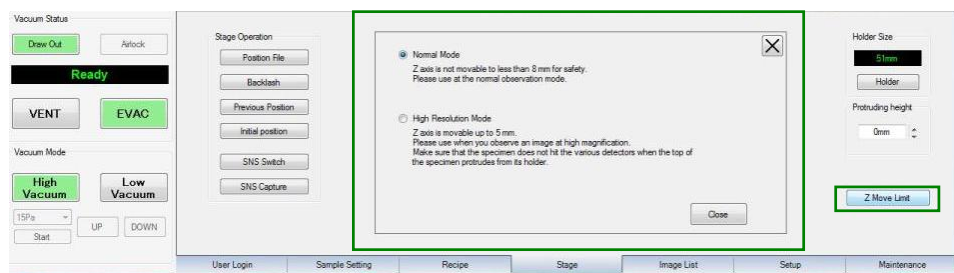 Vacuum Status
Draw Out
Airlock
Ready
VENT
EVAC
Vacuum Mode
High Vacuum
Low Vacuum
15Pa
Start
UP
DOWN
Stage Operation
Position File
Backlash
Previous Position
Initial position
SNS Switch
SNS Capture
Normal Mode
Z axis is not movable to less than 8 mm for safety.
Please use at the normal observation mode.
High Resolution Mode
Z axis is movable up to 5 mm.
Please use when you observe an image at high magnification.
Make sure that the specimen does not hit the various detectors when the top of
the specimen protrudes from its holder.
Close
Holder Size
51mm
Holder
Protruding height
0mm
Z Move Limit
User Login
Sample Setting
Recipe
Stage
Image List
Setup
Maintenance